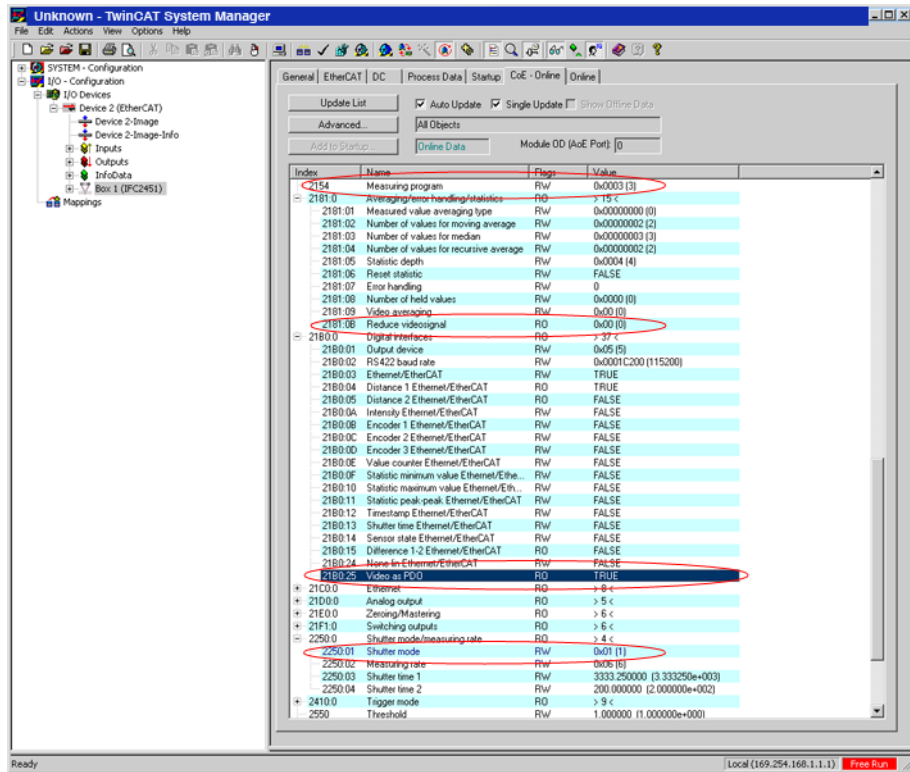 Unknown - TwinCAT System Manager
File Edit Actions View Options Help
SYSTEM - Configuration
I/O - Configuration
I/O Devices
Device 2 (EtherCAT)
Device 2-Image
Device 2-Image-Info
Inputs
Outputs
InfoData
Box 1 (IFC2451)
Mappings
General EtherCAT DC Process Data Startup CoE - Online Online
Update List Auto Update Single Update Show Offline Data
Advanced... All Objects
Add to Startup... Online Data Module OD (AoE Port): 0
Index Name Flags Value
2154 Measuring program RW 0x0003 (3)
2181:0 Averaging/error handling/statistics RO > 15 <
2181:01 Measured value averaging type RW 0x00000000 (0)
2181:02 Number of values for moving average RW 0x00000002 (2)
2181:03 Number of values for median RW 0x00000003 (3)
2181:04 Number of values for recursive average RW 0x00000002 (2)
2181:05 Statistic depth RW 0x0004 (4)
2181:06 Reset statistic RW FALSE
2181:07 Error handling RW 0
2181:08 Number of held values RW 0x0000 (0)
2181:09 Video averaging RW 0x00 (0)
2181:0B Reduce videosignal RO 0x00 (0)
21B0:0 Digital interfaces RO > 37 <
21B0:01 Output device RW 0x05 (5)
21B0:02 RS422 baud rate RW 0x0001C200 (115200)
21B0:03 Ethernet/EtherCAT RW TRUE
21B0:04 Distance 1 Ethernet/EtherCAT RO TRUE
21B0:05 Distance 2 Ethernet/EtherCAT RO FALSE
21B0:0A Intensity Ethernet/EtherCAT RW FALSE
21B0:0B Encoder 1 Ethernet/EtherCAT RW FALSE
21B0:0C Encoder 2 Ethernet/EtherCAT RW FALSE
21B0:0D Encoder 3 Ethernet/EtherCAT RW FALSE
21B0:0E Value counter Ethernet/EtherCAT RW FALSE
21B0:0F Statistic minimum value Ethernet/Ethe... RW FALSE
21B0:10 Statistic maximum value Ethernet/Eth... RW FALSE
21B0:11 Statistic peak-peak Ethernet/EtherCAT RW FALSE
21B0:12 Timestamp Ethernet/EtherCAT RW FALSE
21B0:13 Shutter time Ethernet/EtherCAT RW FALSE
21B0:14 Sensor state Ethernet/EtherCAT RW FALSE
21B0:15 Difference 1-2 Ethernet/EtherCAT RO FALSE
21B0:24 None lin Ethernet/EtherCAT RW FALSE
21B0:25 Video as PDO RO TRUE
21C0:0 Ethernet RO > 8 <
21D0:0 Analog output RO > 5 <
21E0:0 Zeroing/Mastering RO > 6 <
21F1:0 Switching outputs RO > 6 <
2250:0 Shutter mode/measuring rate RO > 4 <
2250:01 Shutter mode RW 0x01 (1)
2250:02 Measuring rate RW 0x06 (6)
2250:03 Shutter time 1 RW 3333.250000 (3.333250e+003)
2250:04 Shutter time 2 RW 200.000000 (2.000000e+002)
2410:0 Trigger mode RO > 9 <
2550 Threshold RW 1.000000 (1.000000e+000)
Ready Local (169.254.168.1.1.1) Free Run